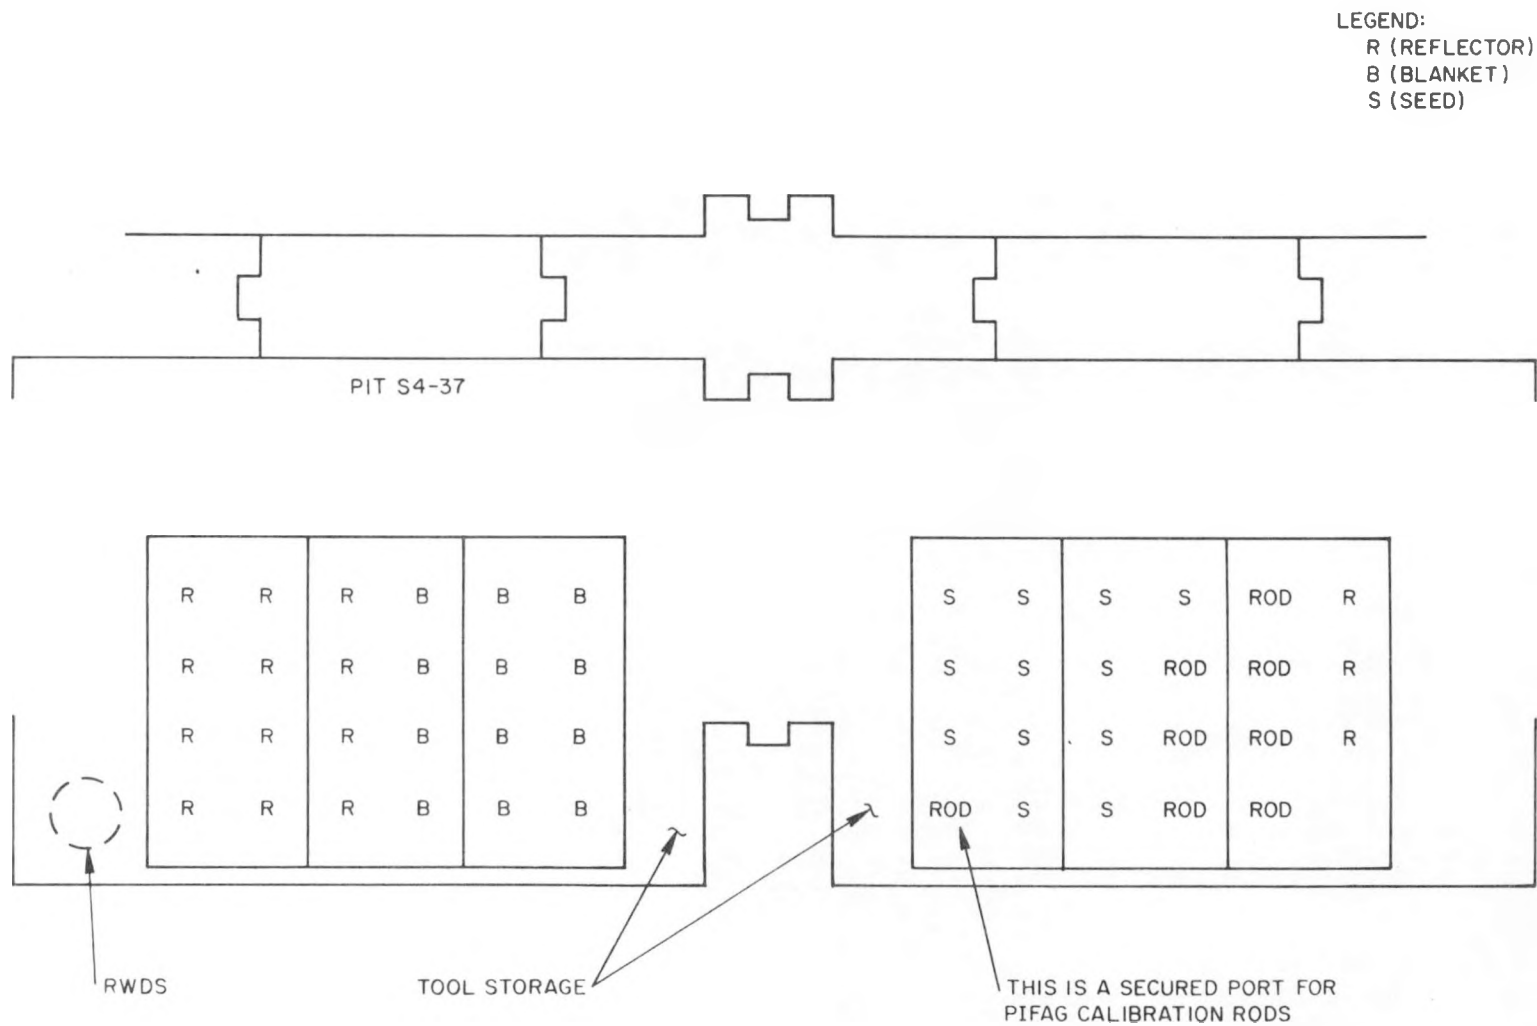 LEGEND:
R (REFLECTOR)
B (BLANKET)
S (SEED)
PIT S4-37
R R R B B B
S S S S ROD R
R R R B B B
S S S ROD ROD R
R R R B B B
S S S ROD ROD R
R R R B B B
ROD S S ROD ROD
RWDS
TOOL STORAGE
THIS IS A SECURED PORT FOR
PIFAG CALIBRATION RODS